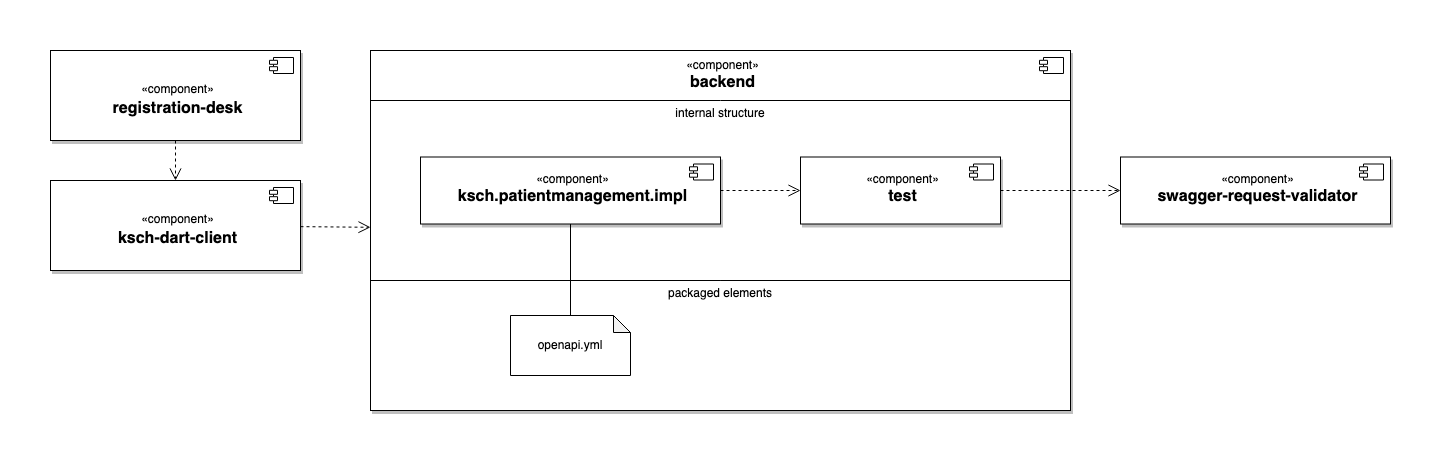 «component»
registration-desk
«component»
ksch-dart-client
«component»
backend
internal structure
«component»
ksch.patientmanagement.impl
«component»
test
«component»
swagger-request-validator
packaged elements
openapi.yml